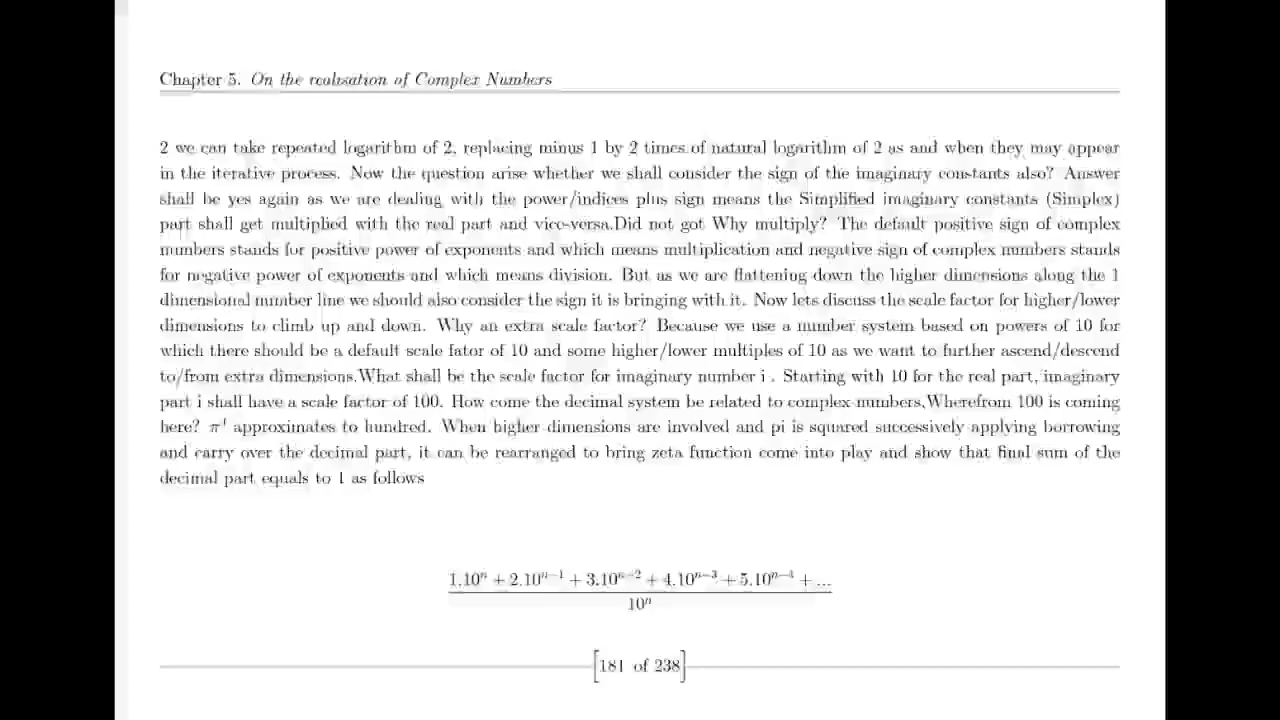 Chapter 5. On the realisation of Complex Numbers
2 we can take repeated logarithm of 2, replacing minus 1 by 2 times of natural logarithm of 2 as and when they may appear
in the iterative process. Now the question arise whether we shall consider the sign of the imaginary constants also? Answer
shall be yes again as we are dealing with the power/indices plus sign means the Simplified imaginary constants (Simplex)
part shall get multiplied with the real part and vice-versa.Did not got Why multiply? The default positive sign of complex
numbers stands for positive power of exponents and which means multiplication and negative sign of complex numbers stands
for negative power of exponents and which means division. But as we are flattening down the higher dimensions along the 1
dimensional number line we should also consider the sign it is bringing with it. Now lets discuss the scale factor for higher/lower
dimensions to climb up and down. Why an extra scale factor? Because we use a number system based on powers of 10 for
which there should be a default scale fator of 10 and some higher/lower multiples of 10 as we want to further ascend/descend
to/from extra dimensions.What shall be the scale factor for imaginary number i . Starting with 10 for the real part, imaginary
part i shall have a scale factor of 100. How come the decimal system be related to complex numbers,Wherefrom 100 is coming
here? π⁴ approximates to hundred. When higher dimensions are involved and pi is squared successively applying borrowing
and carry over the decimal part, it can be rearranged to bring zeta function come into play and show that final sum of the
decimal part equals to 1 as follows
1.10ⁿ + 2.10ⁿ⁻¹ + 3.10ⁿ⁻² + 4.10ⁿ⁻³ + 5.10ⁿ⁻⁴ + ...
10ⁿ
[181 of 238]